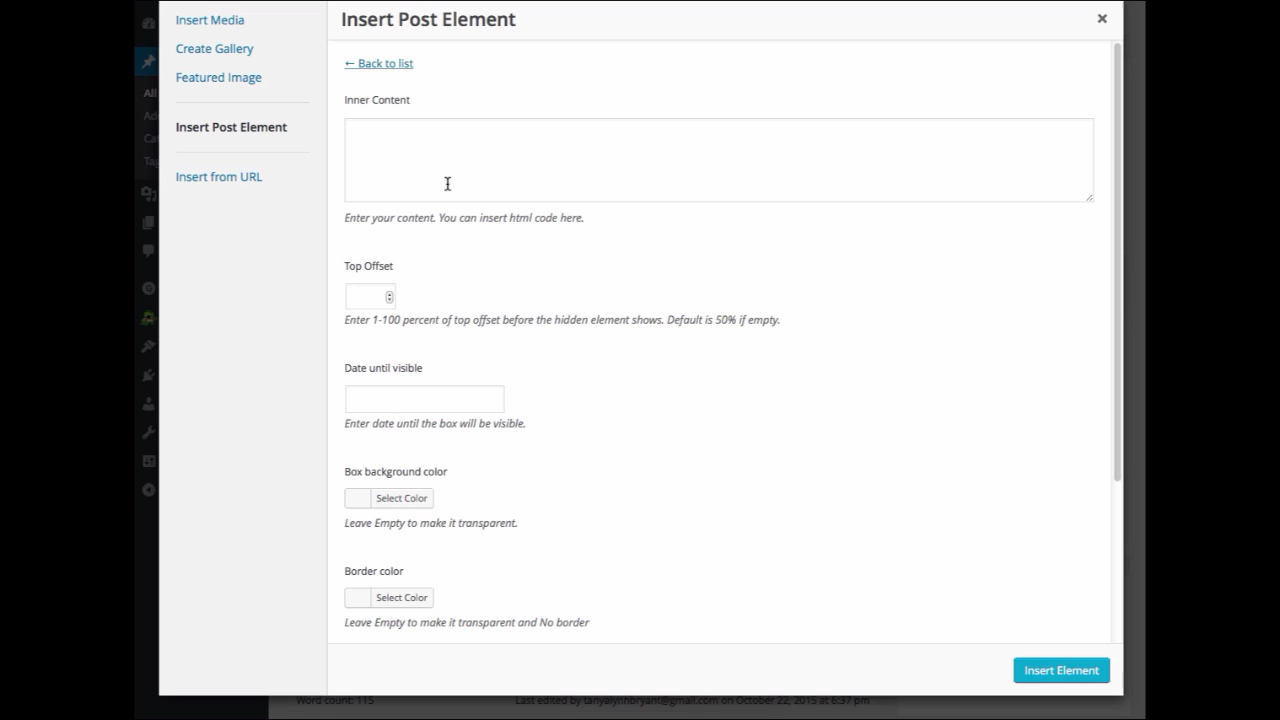 Insert Media
Create Gallery
Featured Image
Insert Post Element
Insert from URL
All
Insert Post Element
×
← Back to list
Inner Content
Enter your content. You can insert html code here.
Top Offset
Enter 1-100 percent of top offset before the hidden element shows. Default is 50% if empty.
Date until visible
Enter date until the box will be visible.
Box background color
Select Color
Leave Empty to make it transparent.
Border color
Select Color
Leave Empty to make it transparent and No border
Insert Element
Word count: 115
Last edited by tanyalynnbryant@gmail.com on October 22, 2015 at 6:37 pm